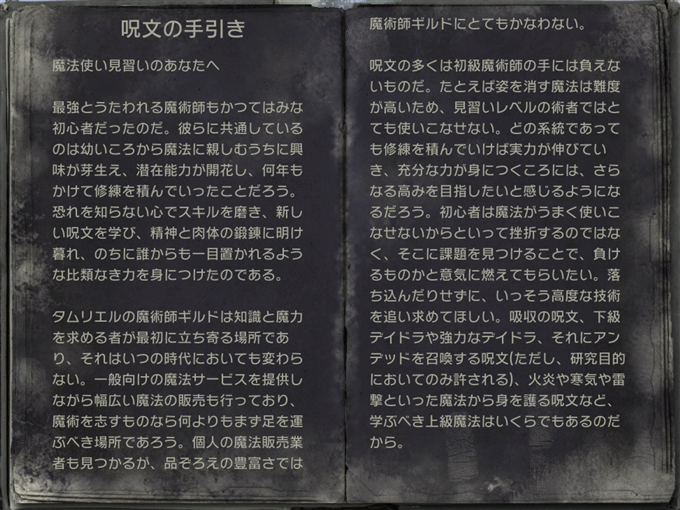 呪文の手引き
魔法使い見習いのあなたへ
最強とうたわれる魔術師もかつてはみな
初心者だったのだ。彼らに共通している
のは幼いころから魔法に親しむうちに興
味が芽生え、潜在能力が開花し、何年も
かけて修練を積んでいったことだろう。
恐れを知らない心でスキルを磨き、新し
い呪文を学び、精神と肉体の鍛錬に明け
暮れ、のちに誰からも一目置かれるよう
な比類なき力を身につけたのである。
タムリエルの魔術師ギルドは知識と魔力
を求める者が最初に立ち寄る場所であ
り、それはいつの時代においても変わら
ない。一般向けの魔法サービスを提供し
ながら幅広い魔法の販売も行っており、
魔術を志すものなら何よりもまず足を運
ぶべき場所であろう。個人の魔法販売業
者も見つかるが、品ぞろえの豊富さでは
魔術師ギルドにとてもかなわない。
呪文の多くは初級魔術師の手には負えな
いものだ。たとえば姿を消す魔法は難度
が高いため、見習いレベルの術者ではと
ても使いこなせない。どの系統であって
も修練を積んでいけば実力が伸びてい
き、充分な力が身につくころには、さら
なる高みを目指したいと感じるようにな
るだろう。初心者は魔法がうまく使いこ
なせないからといって挫折するのではな
く、そこに課題を見つけることで、負け
るものかと意気に燃えてもらいたい。落
ち込んだりせずに、いっそう高度な技術
を追い求めてほしい。吸収の呪文、下級
デイドラや強力なデイドラ、それにアン
デッドを召喚する呪文(ただし、研究目的
においてのみ許される)、火炎や寒気や雷
撃といった魔法から身を護る呪文など、
学ぶべき上級魔法はいくらでもあるのだ
から。